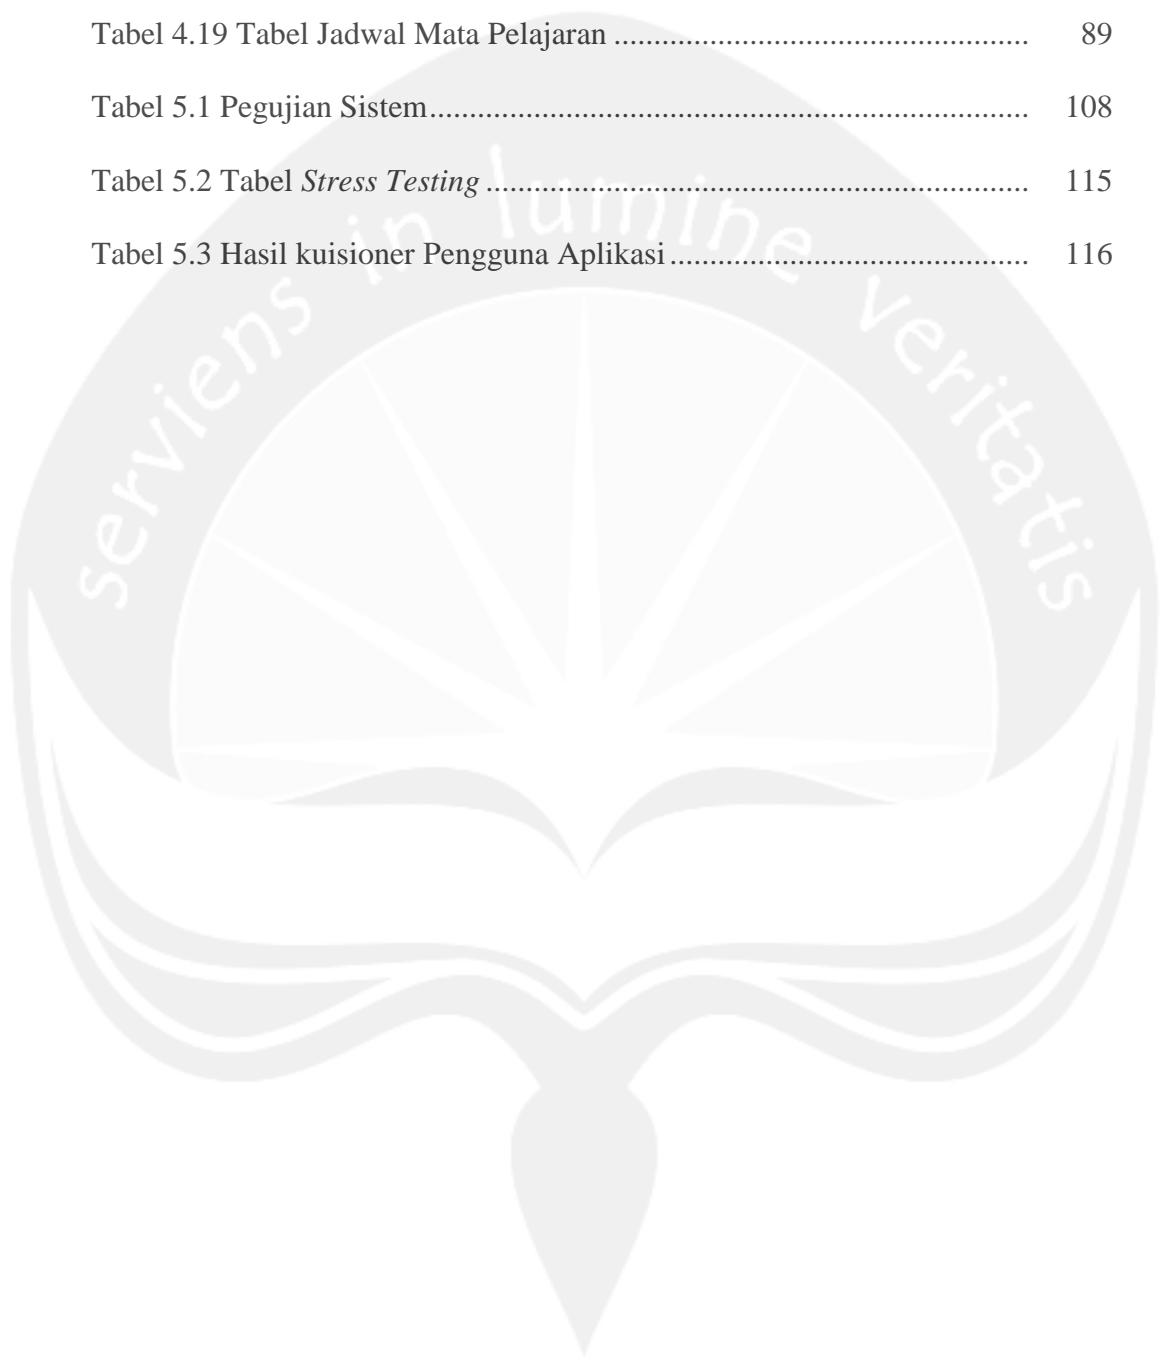 Tabel 4.19 Tabel Jadwal Mata Pelajaran .................................................... 89
Tabel 5.1 Pegujian Sistem........................................................................... 108
Tabel 5.2 Tabel Stress Testing .................................................................... 115
Tabel 5.3 Hasil kuisioner Pengguna Aplikasi ............................................. 116
serviens in lumine veritatis